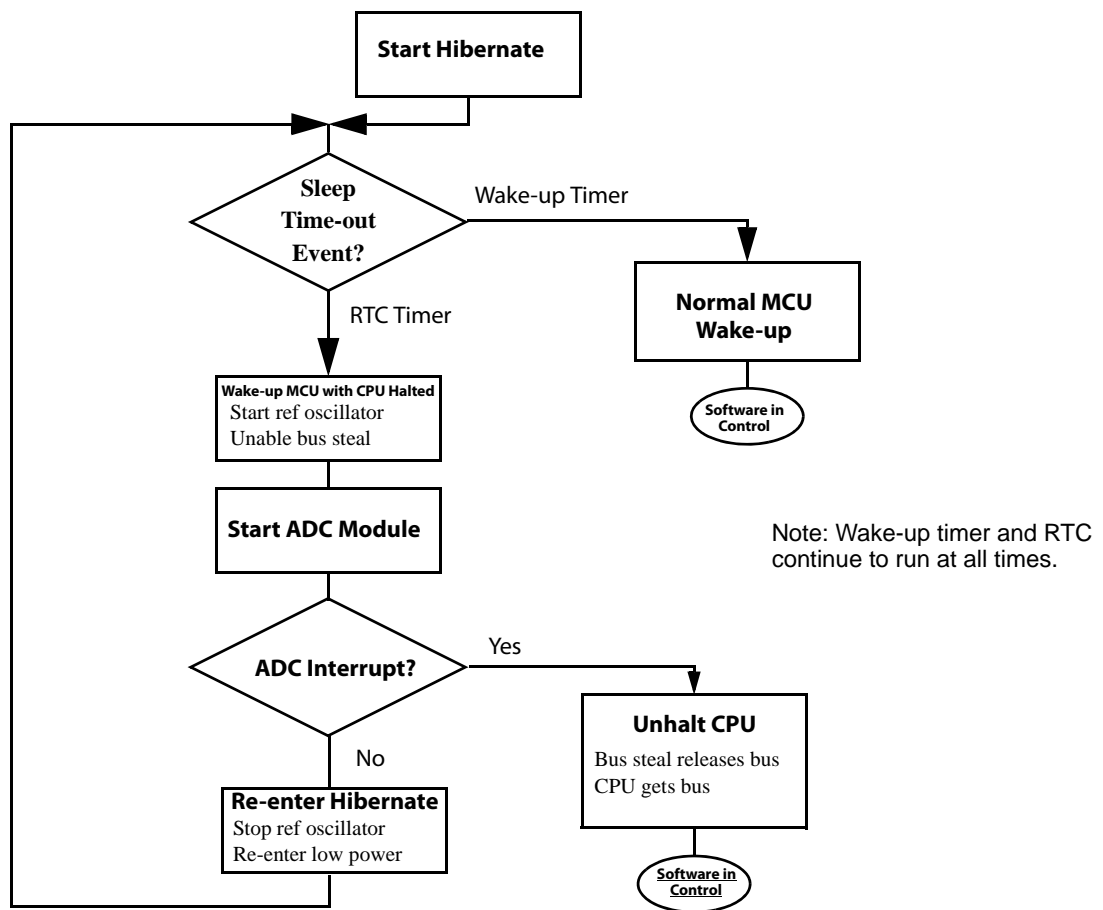 Start Hibernate
Sleep
Time-out
Event?
Wake-up Timer
Normal MCU
Wake-up
Software in
Control
RTC Timer
Wake-up MCU with CPU Halted
Start ref oscillator
Unable bus steal
Start ADC Module
Note: Wake-up timer and RTC
continue to run at all times.
ADC Interrupt?
Yes
Unhalt CPU
Bus steal releases bus
CPU gets bus
Software in
Control
No
Re-enter Hibernate
Stop ref oscillator
Re-enter low power